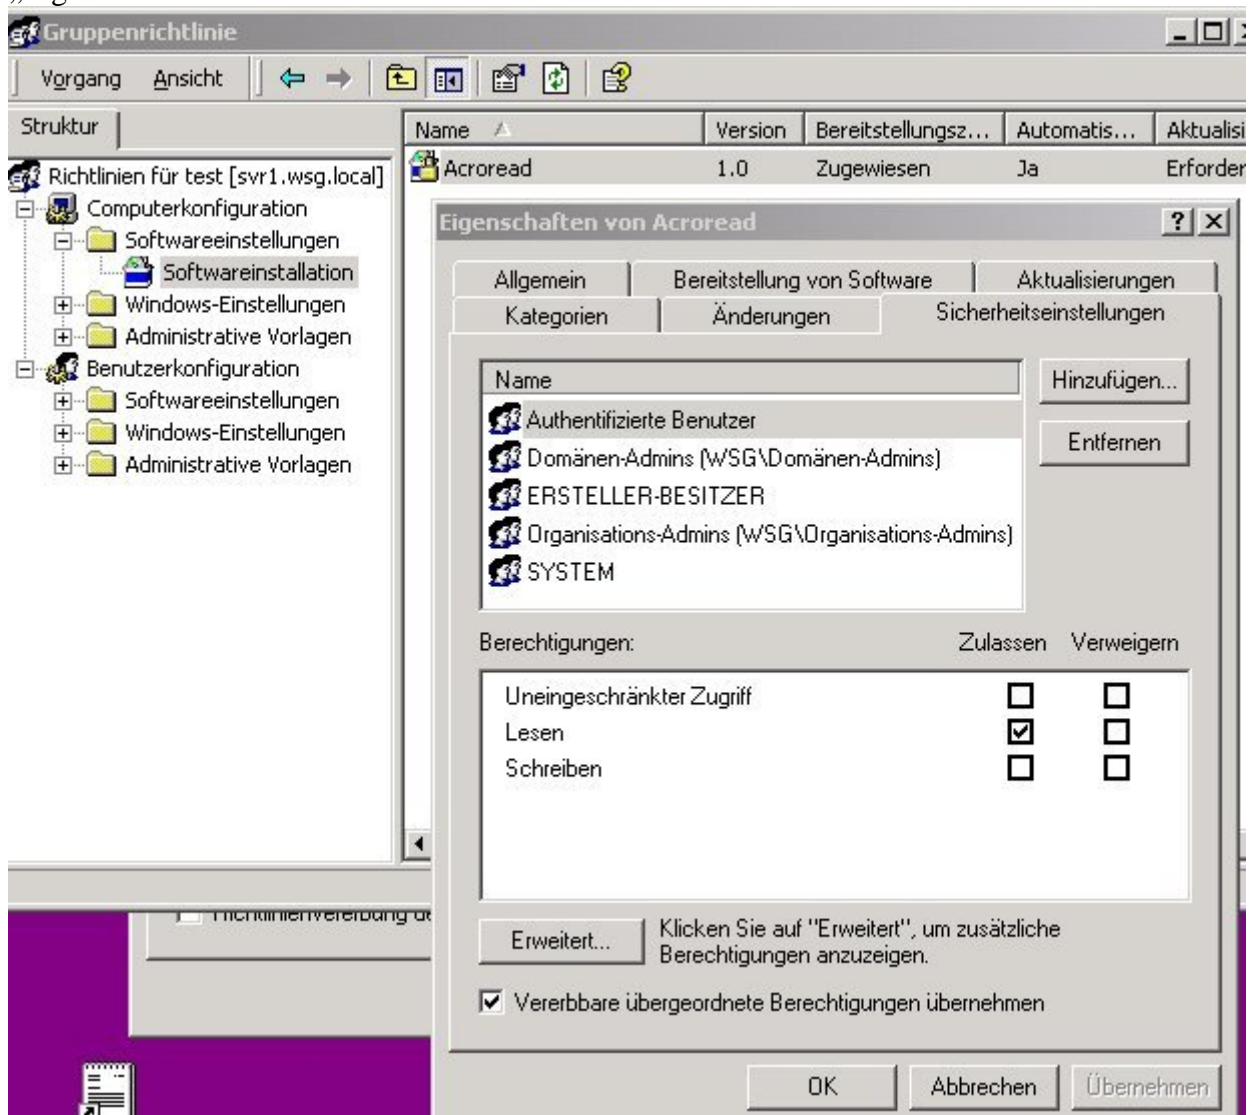 Gruppenrichtlinie
Vorgang Ansicht
Struktur
Name Version Bereitstellungsz... Automatis... Aktualisi
Acroread 1.0 Zugewiesen Ja Erforder
Richtlinien für test [svr1.wsg.local]
Computerkonfiguration
Softwareeinstellungen
Softwareinstallation
Windows-Einstellungen
Administrative Vorlagen
Benutzerkonfiguration
Softwareeinstellungen
Windows-Einstellungen
Administrative Vorlagen
Eigenschaften von Acroread
Allgemein Bereitstellung von Software Aktualisierungen
Kategorien Änderungen Sicherheitseinstellungen
Name
Hinzufügen...
Authentifizierte Benutzer
Entfernen
Domänen-Admins (WSG\Domänen-Admins)
ERSTELLER-BESITZER
Organisations-Admins (WSG\Organisations-Admins)
SYSTEM
Berechtigungen: Zulassen Verweigern
Uneingeschränkter Zugriff
Lesen
Schreiben
Erweitert...
Klicken Sie auf "Erweitert", um zusätzliche
Berechtigungen anzuzeigen.
Vererbbare übergeordnete Berechtigungen übernehmen
OK Abbrechen Übernehmen